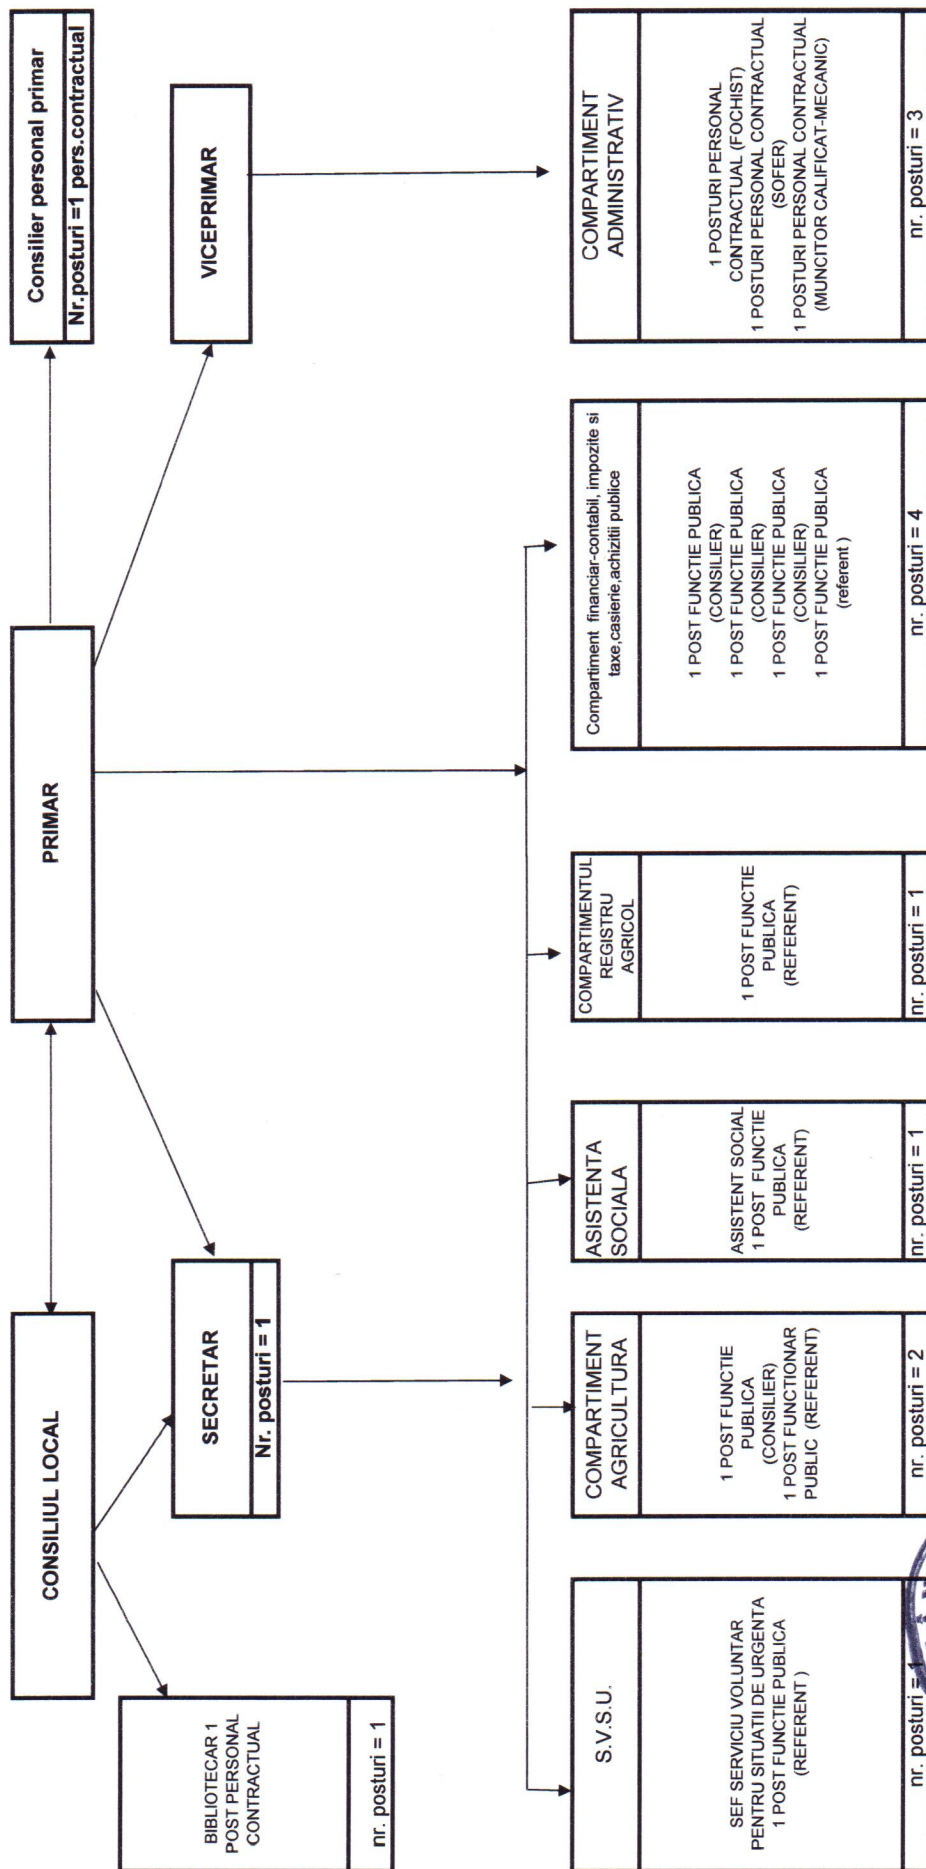 CONSILIUL LOCAL
PRIMAR
Consilier personal primar
Nr.posturi =1 pers.contractual
BIBLIOTECAR 1
POST PERSONAL
CONTRACTUAL
nr. posturi = 1
SECRETAR
Nr. posturi = 1
VICEPRIMAR
S.V.S.U.
SEF SERVICIU VOLUNTAR
PENTRU SITUATII DE URGENTA
1 POST FUNCTIE PUBLICA
(REFERENT )
nr. posturi = 1
COMPARTIMENT
AGRICULTURA
1 POST FUNCTIE
PUBLICA
(CONSILIER)
1 POST FUNCTIONAR
PUBLIC (REFERENT)
nr. posturi = 2
ASISTENTA
SOCIALA
ASISTENT SOCIAL
1 POST FUNCTIE
PUBLICA
(REFERENT)
nr. posturi = 1
COMPARTIMENTUL
REGISTRU
AGRICOL
1 POST FUNCTIE
PUBLICA
(REFERENT)
nr. posturi = 1
Compartiment financiar-contabil, impozite si
taxe,casierie,achizitii publice
1 POST FUNCTIE PUBLICA
(CONSILIER)
1 POST FUNCTIE PUBLICA
(CONSILIER)
1 POST FUNCTIE PUBLICA
(CONSILIER)
1 POST FUNCTIE PUBLICA
(referent )
nr. posturi = 4
COMPARTIMENT
ADMINISTRATIV
1 POSTURI PERSONAL
CONTRACTUAL (FOCHIST)
1 POSTURI PERSONAL CONTRACTUAL
(SOFER)
1 POSTURI PERSONAL CONTRACTUAL
(MUNCITOR CALIFICAT-MECANIC)
nr. posturi = 3